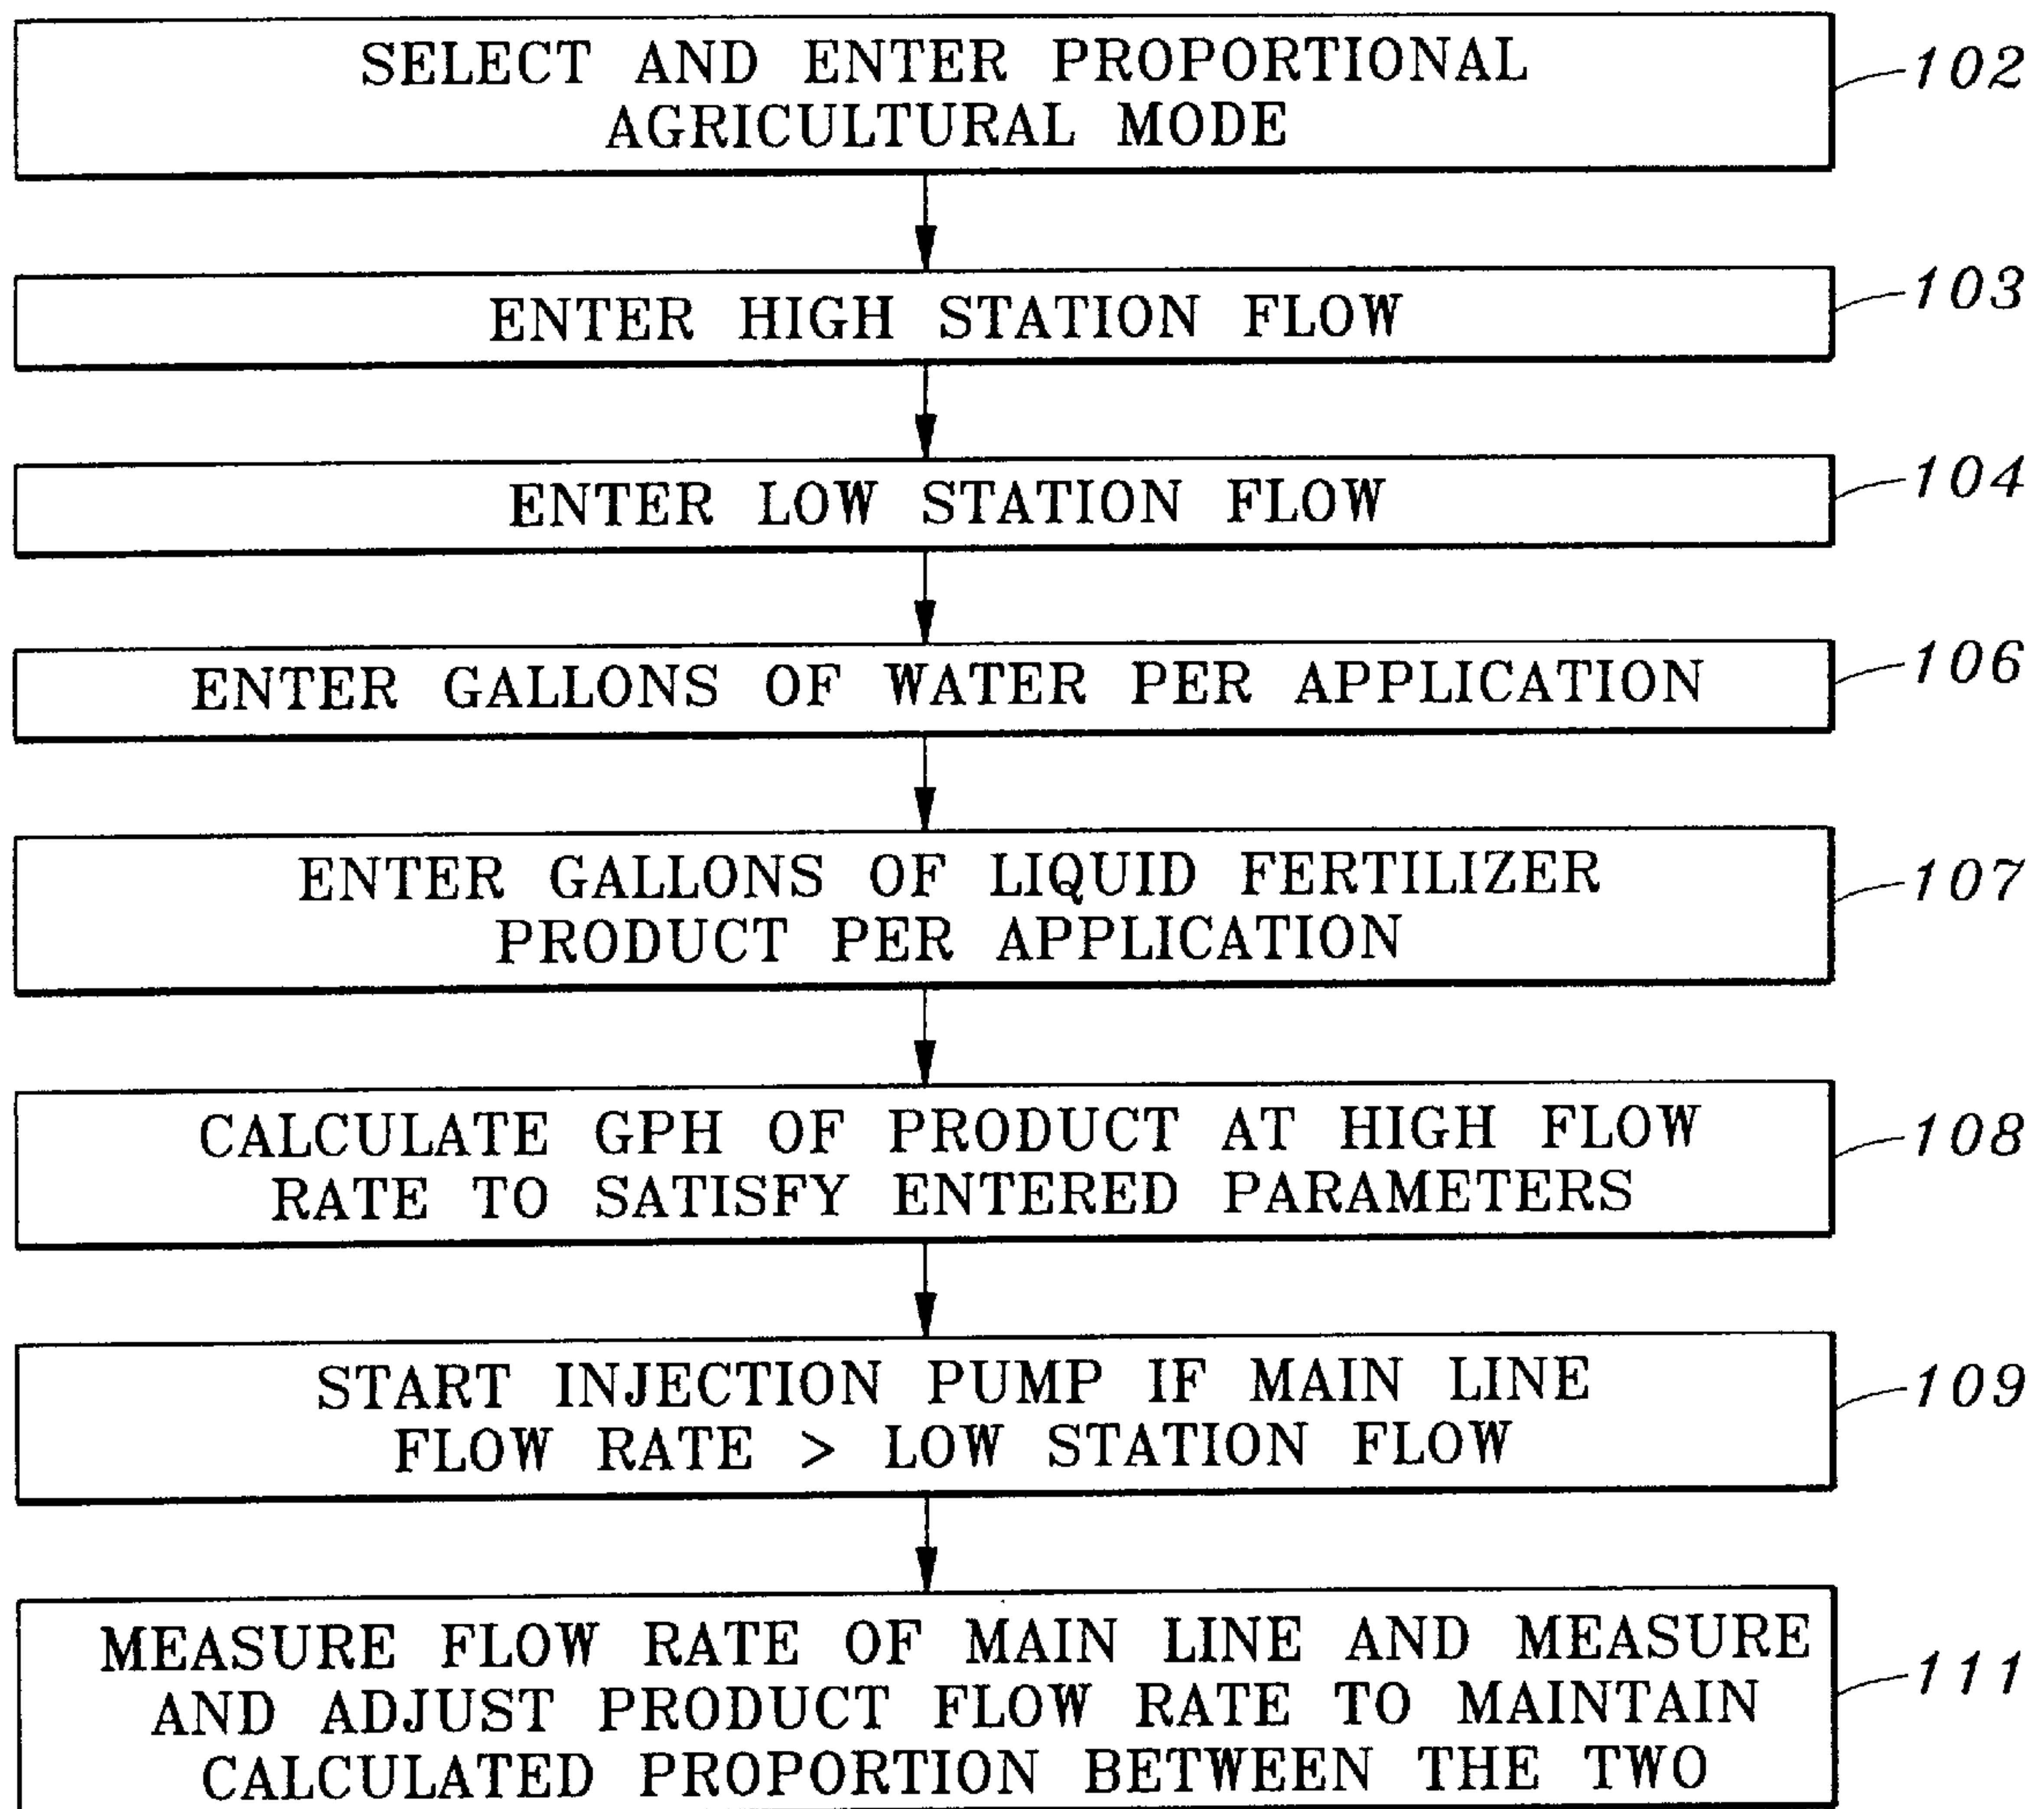 SELECT AND ENTER PROPORTIONAL
AGRICULTURAL MODE
102
ENTER HIGH STATION FLOW
103
ENTER LOW STATION FLOW
104
ENTER GALLONS OF WATER PER APPLICATION
106
ENTER GALLONS OF LIQUID FERTILIZER
PRODUCT PER APPLICATION
107
CALCULATE GPH OF PRODUCT AT HIGH FLOW
RATE TO SATISFY ENTERED PARAMETERS
108
START INJECTION PUMP IF MAIN LINE
FLOW RATE > LOW STATION FLOW
109
MEASURE FLOW RATE OF MAIN LINE AND MEASURE
AND ADJUST PRODUCT FLOW RATE TO MAINTAIN
CALCULATED PROPORTION BETWEEN THE TWO
111